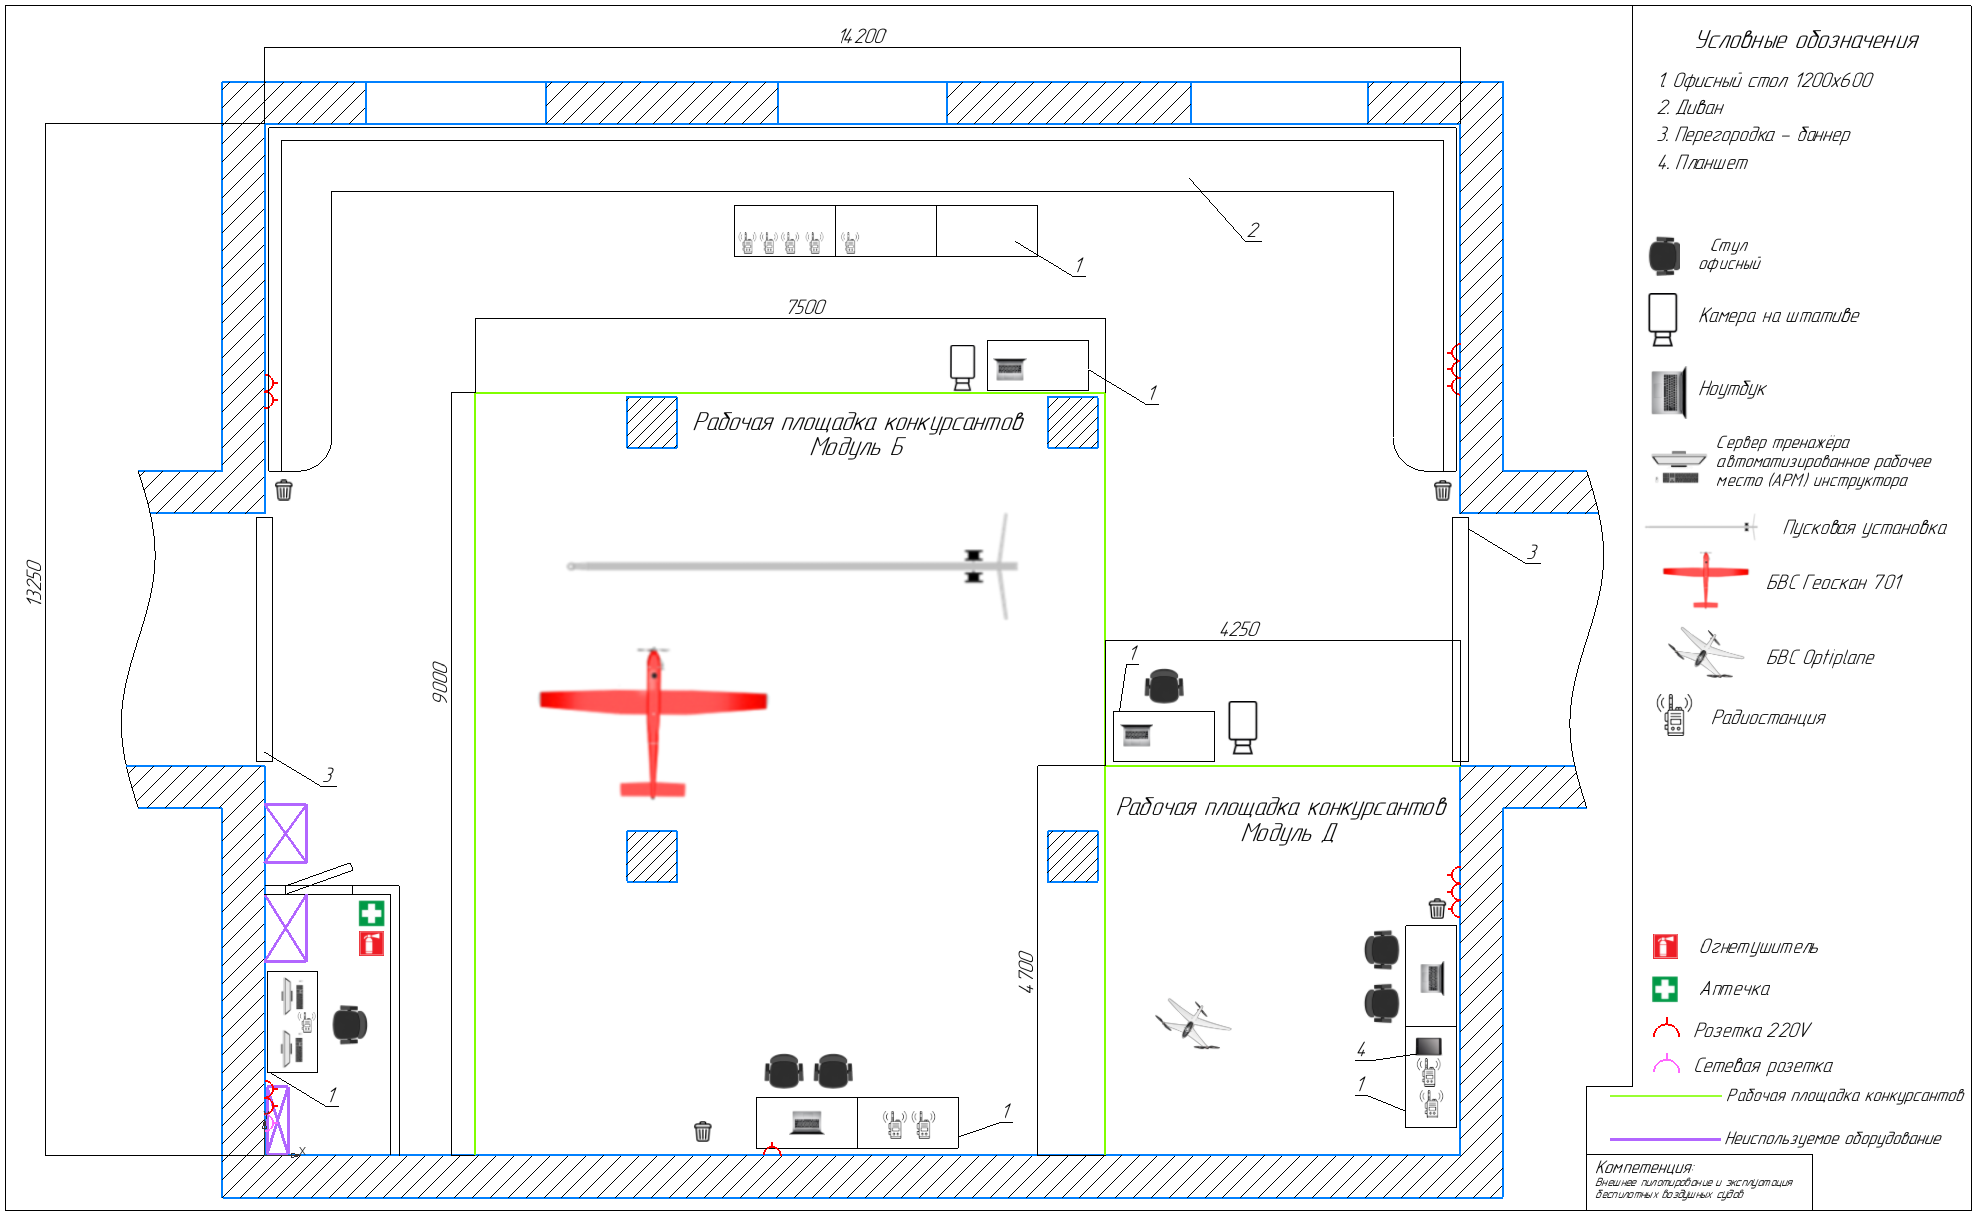 14200
Условные обозначения
1. Офисный стол 1200х600
2. Диван
3. Перегородка – баннер
4. Планшет
2
1
Стул
офисный
7500
Камера на штативе
1
Ноутбук
Рабочая площадка конкурсантов
Модуль Б
Сервер тренажёра
автоматизированное рабочее
место (АРМ) инструктора
Пусковая установка
3
13250
БВС Геоскан 701
4250
9000
1
БВС Optiplane
Радиостанция
3
Рабочая площадка конкурсантов
Модуль Д
Огнетушитель
4700
Аптечка
Розетка 220V
4
Сетевая розетка
1
1
1
Рабочая площадка конкурсантов
Неиспользуемое оборудование
X
Компетенция:
Внешнее пилотирование и эксплуатация
беспилотных воздушных судов